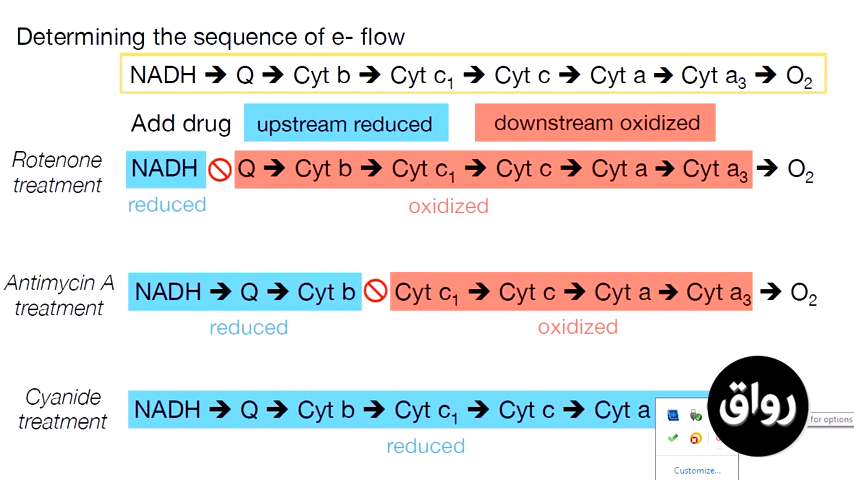 Determining the sequence of e- flow
NADH → Q → Cyt b → Cyt c₁ → Cyt c → Cyt a → Cyt a₃ → O₂
Add drug upstream reduced downstream oxidized
Rotenone treatment
NADH Q → Cyt b → Cyt c₁ → Cyt c → Cyt a → Cyt a₃ → O₂
reduced oxidized
Antimycin A treatment
NADH → Q → Cyt b Cyt c₁ → Cyt c → Cyt a → Cyt a₃ → O₂
reduced oxidized
Cyanide treatment
NADH → Q → Cyt b → Cyt c₁ → Cyt c → Cyt a
reduced
رواق
for options
Customize...